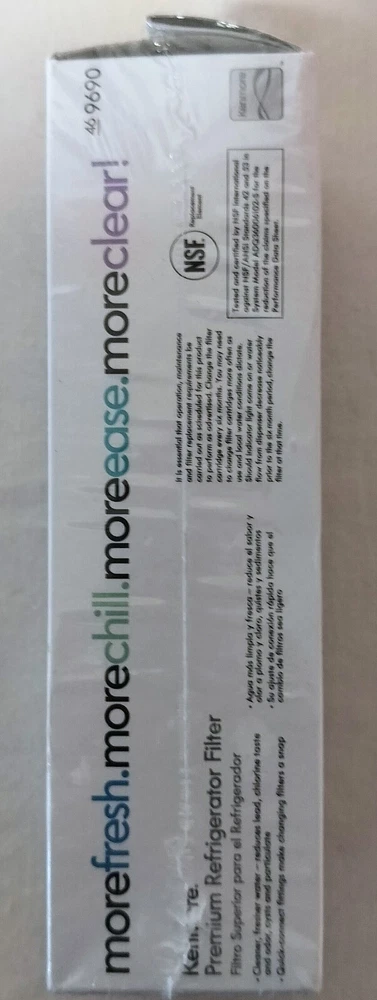 morefresh.morechill.moreease.moreclear!
46 9690
Premium Refrigerator Filter
Filtro Superior para el Refrigerador
• Cleaner, fresher water – reduces lead, chlorine taste
and odor, cysts and particulate
• Quick-connect fittings make changing filters a snap
• Agua más limpia y fresca – reduce el sabor y
olor a plomo y cloro, quistes y sedimentos
• Su ajuste de conexión rápida hace que el
cambio de filtros sea ligero
It is essential that operation, maintenance
and filter replacement requirements be
carried out as scheduled for this product
to perform as advertised. Change the filter
cartridge every six months. You may need
to change filter cartridges more often as
use and local water conditions dictate.
Should indicator light come on or water
flow from dispenser decrease noticeably
prior to the six month period, change the
filter at that time.
NSF.
Replacement
Element
Tested and certified by NSF International
against NSF/ANSI Standards 42 and 53 in
System Model for the
reduction of the claims specified on the
Performance Data Sheet.
Kenmore